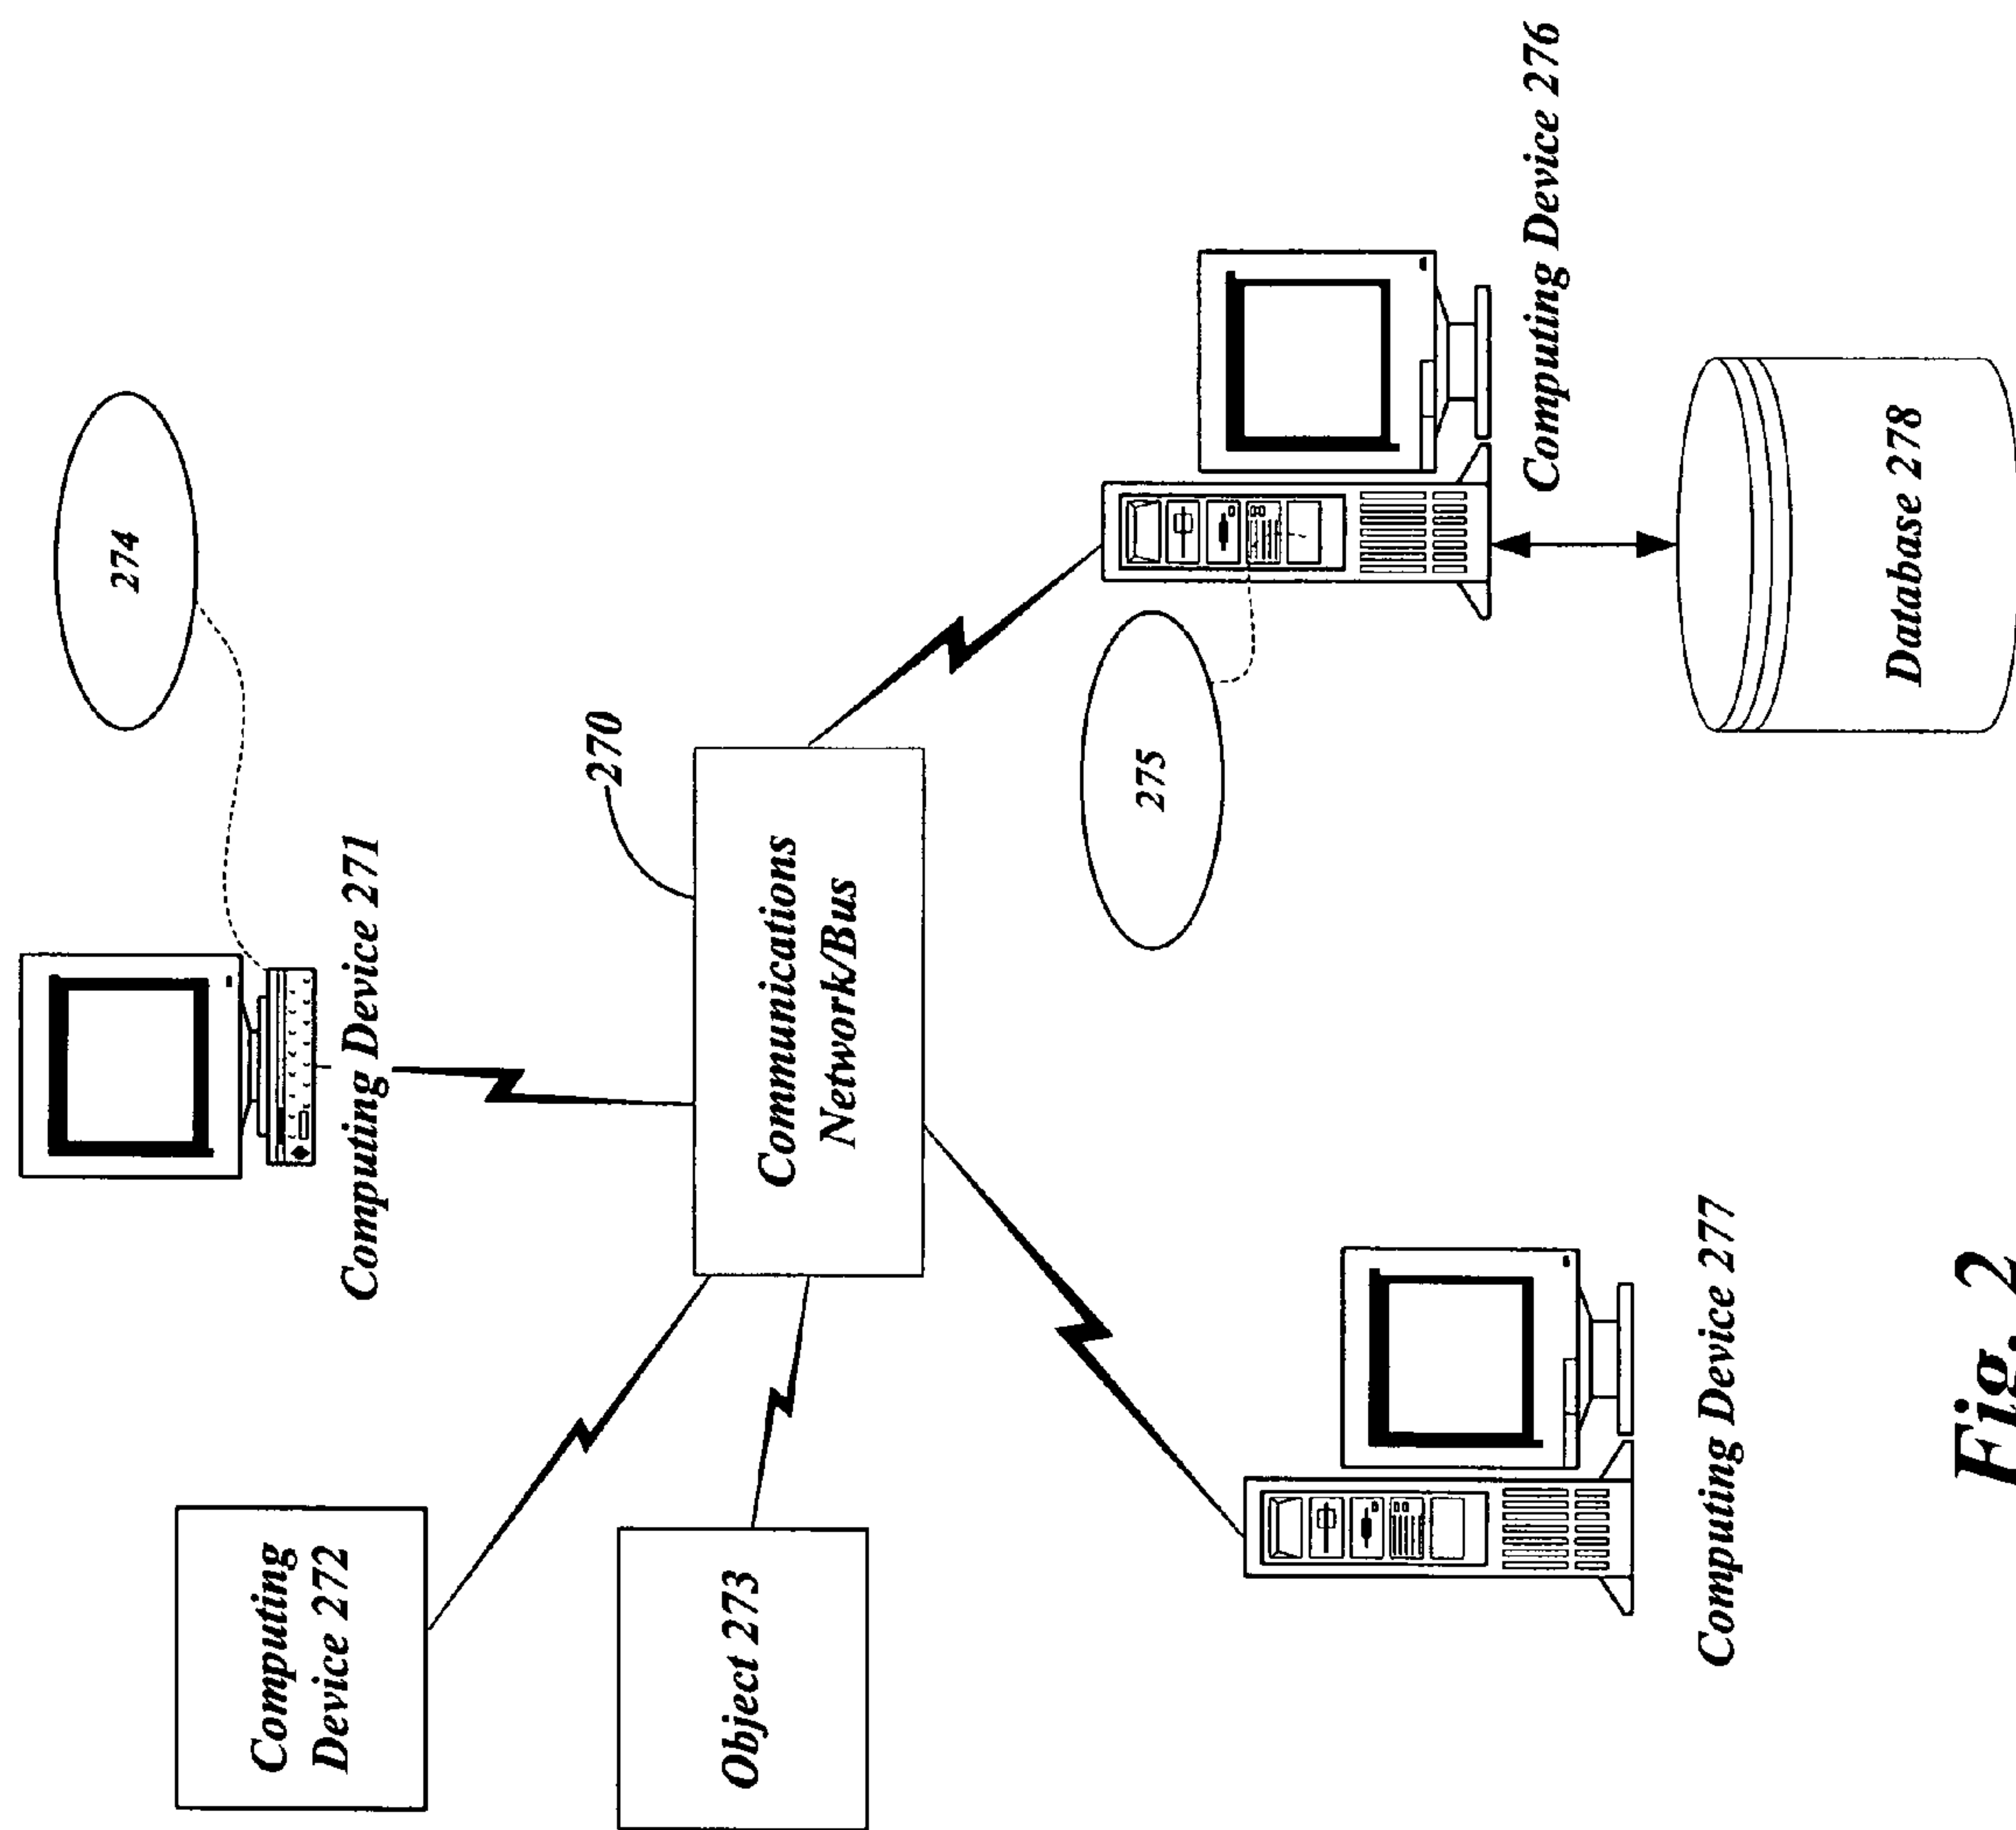 Computing Device 271
274
Computing
Device 272
270
Communications
Network/Bus
Object 273
275
Computing Device 276
Computing Device 277
Database 278
Fig. 2